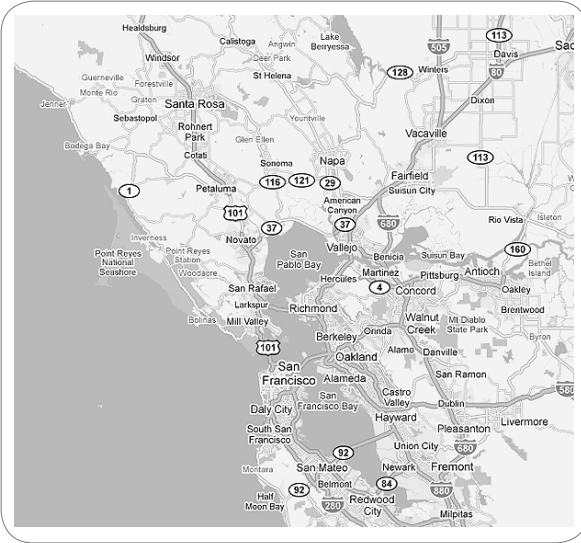 Healdsburg
Lake
Berryessa
113
Calistoga
Angwin
505
Davis
Sac
Windsor
Deer Park
St Helena
128
Winters
80
Guerneville
Forestville
Monte Rio
Graton
Jenner
Santa Rosa
Dixon
Sebastopol
Yountville
Rohnert
Park
Vacaville
Bodega Bay
Glen Ellen
Cotati
Sonoma
Napa
113
Fairfield
Petaluma
116
121
29
Suisun City
1
American
Canyon
101
Rio Vista
Isleton
37
37
680
Inverness
Novato
Vallejo
160
Point Reyes
National
Seashore
Point Reyes
Station
Woodacre
San
Pablo Bay
Benicia
Suisun Bay
Bethel
Island
Hercules
Martinez
Pittsburg
Antioch
San Rafael
4
Concord
Oakley
Larkspur
Richmond
Brentwood
Bolinas
Mill Valley
Walnut
Creek
Mt Diablo
State Park
Berkeley
Orinda
Byron
101
Oakland
Alamo
Danville
San
Francisco
Alameda
San Ramon
San
Francisco Bay
Castro
Valley
580
Daly City
Dublin
Hayward
Livermore
South San
Francisco
Pleasanton
92
Union City
680
Montara
San Mateo
Newark
Fremont
Belmont
84
92
880
Half
Moon Bay
280
Redwood
City
Milpitas